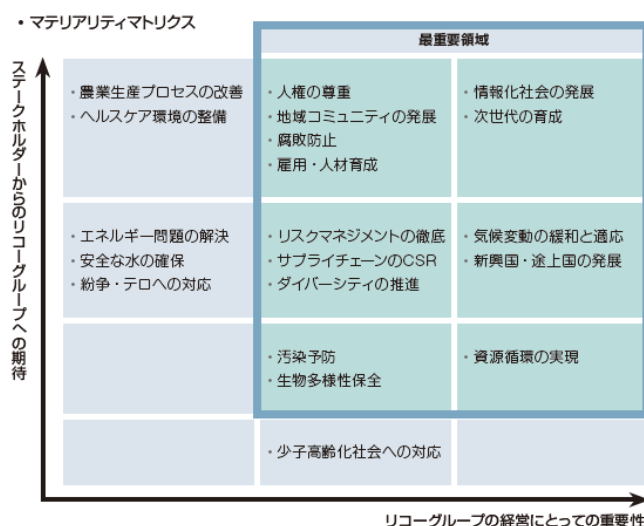 ・マテリアリティマトリクス
最重要領域
ステークホルダーからのリコーグループへの期待
・農業生産プロセスの改善
・ヘルスケア環境の整備
・人権の尊重
・地域コミュニティの発展
・腐敗防止
・雇用・人材育成
・情報化社会の発展
・次世代の育成
・エネルギー問題の解決
・安全な水の確保
・紛争・テロへの対応
・リスクマネジメントの徹底
・サプライチェーンのCSR
・ダイバーシティの推進
・気候変動の緩和と適応
・新興国・途上国の発展
・汚染予防
・生物多様性保全
・資源循環の実現
・少子高齢化社会への対応
リコーグループの経営にとっての重要性